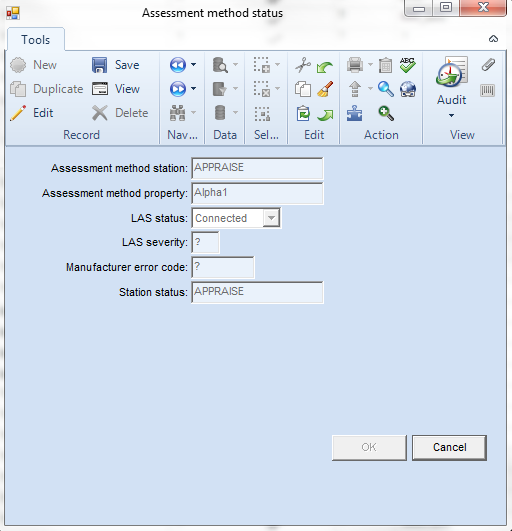 Assessment method status
Tools
New
Save
Duplicate
View
Edit
Delete
Record
Nav...
Data
Sel...
Edit
ABC
Action
Audit
View
Assessment method station: APPRAISE
Assessment method property: Alpha1
LAS status: Connected
LAS severity: ?
Manufacturer error code: ?
Station status: APPRAISE
OK
Cancel